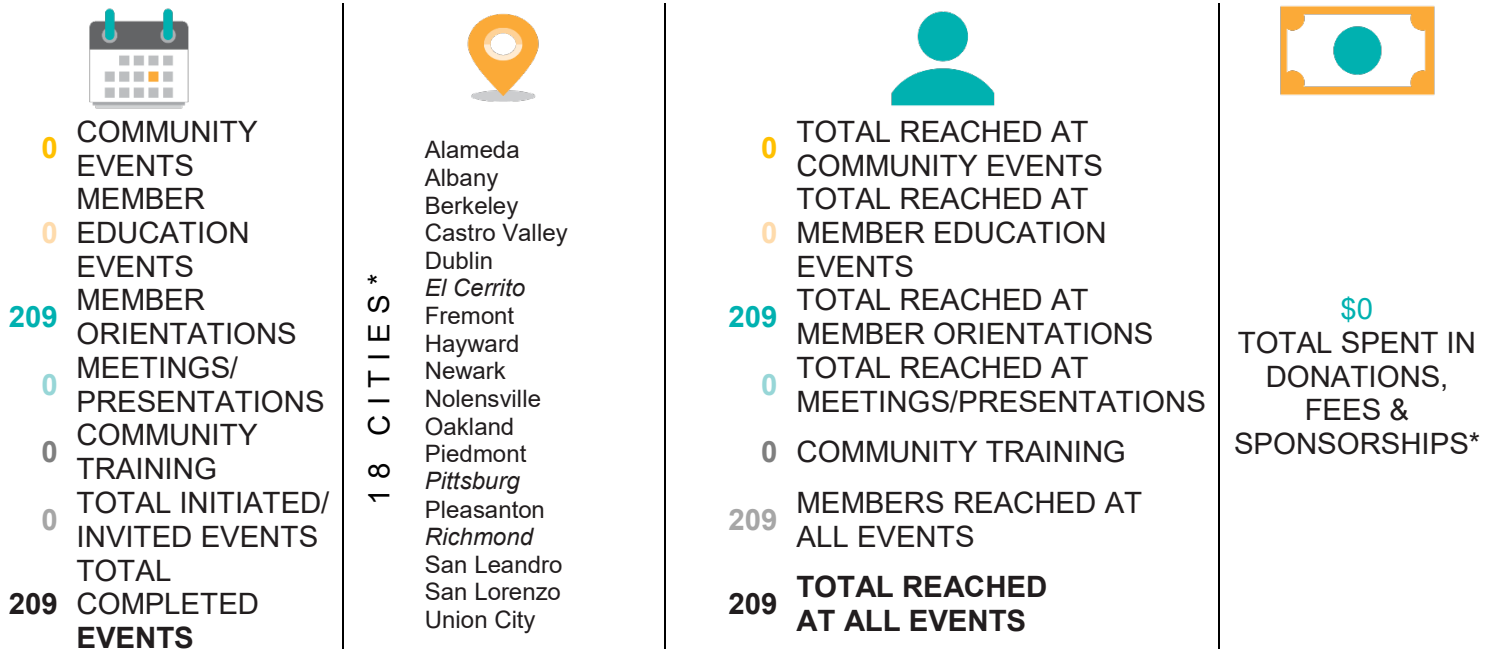 0 COMMUNITY
EVENTS
MEMBER
0 EDUCATION
EVENTS
209 MEMBER
ORIENTATIONS
0 MEETINGS/
PRESENTATIONS
0 COMMUNITY
TRAINING
0 TOTAL INITIATED/
INVITED EVENTS
TOTAL
209 COMPLETED
EVENTS
18 CITIES*
Alameda
Albany
Berkeley
Castro Valley
Dublin
El Cerrito
Fremont
Hayward
Newark
Nolensville
Oakland
Piedmont
Pittsburg
Pleasanton
Richmond
San Leandro
San Lorenzo
Union City
0 TOTAL REACHED AT
COMMUNITY EVENTS
TOTAL REACHED AT
0 MEMBER EDUCATION
EVENTS
209 TOTAL REACHED AT
MEMBER ORIENTATIONS
0 TOTAL REACHED AT
MEETINGS/PRESENTATIONS
0 COMMUNITY TRAINING
209 MEMBERS REACHED AT
ALL EVENTS
209 TOTAL REACHED
AT ALL EVENTS
$0
TOTAL SPENT IN
DONATIONS,
FEES &
SPONSORSHIPS*